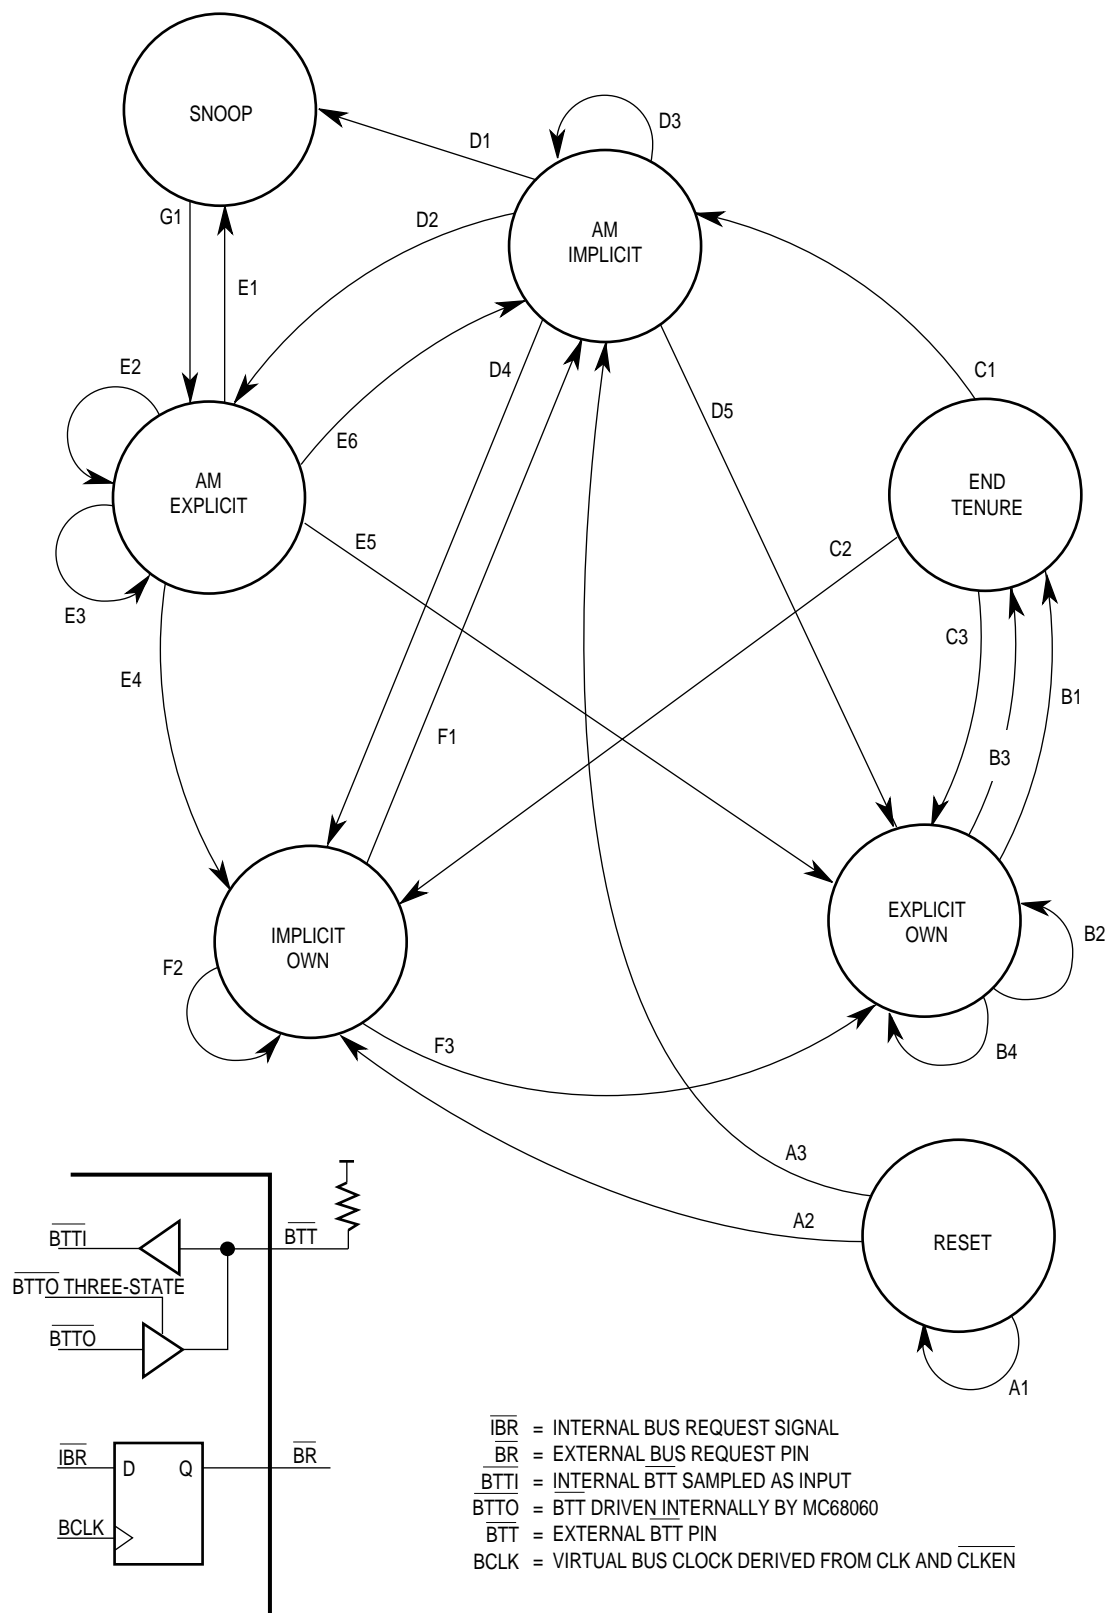 SNOOP
D1
D3
G1
D2
AM
IMPLICIT
E1
E2
D4
C1
D5
E6
AM
EXPLICIT
END
TENURE
E5
C2
E3
C3
E4
B1
F1
B3
EXPLICIT
OWN
B2
IMPLICIT
OWN
F2
F3
B4
A3
A2
RESET
A1
BTTI
BTT
BTTO THREE-STATE
BTTO
IBR
D
Q
BR
BCLK
IBR = INTERNAL BUS REQUEST SIGNAL
BR = EXTERNAL BUS REQUEST PIN
BTTI = INTERNAL BTT SAMPLED AS INPUT
BTTO = BTT DRIVEN INTERNALLY BY MC68060
BTT = EXTERNAL BTT PIN
BCLK = VIRTUAL BUS CLOCK DERIVED FROM CLK AND CLKEN